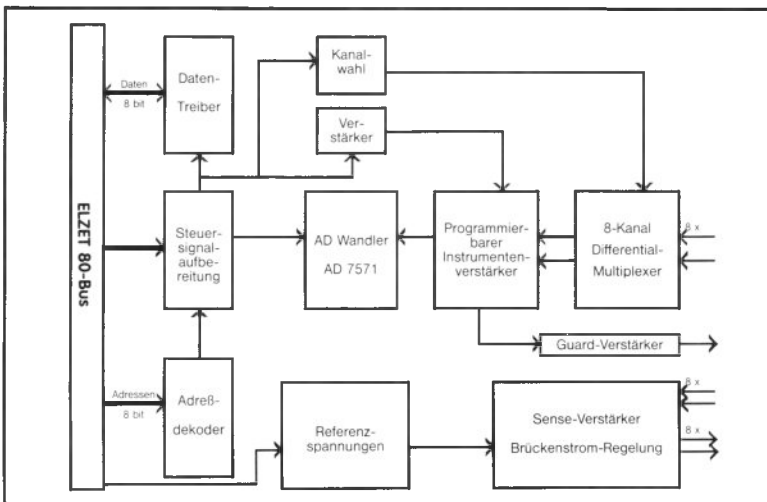 ELZET 80-Bus
Daten
8 bit
Daten-
Treiber
Kanal-
wahl
Ver-
stärker
Steuer-
signal-
aufbe-
reitung
AD Wandler
AD 7571
Programmier-
barer
Instrumenten-
verstärker
8-Kanal
Differential-
Multiplexer
8 x
Guard-Verstärker
Adressen
8 bit
Adreß-
dekoder
Referenz-
spannungen
Sense-Verstärker
Brückenstrom-Regelung
8 x
8 x